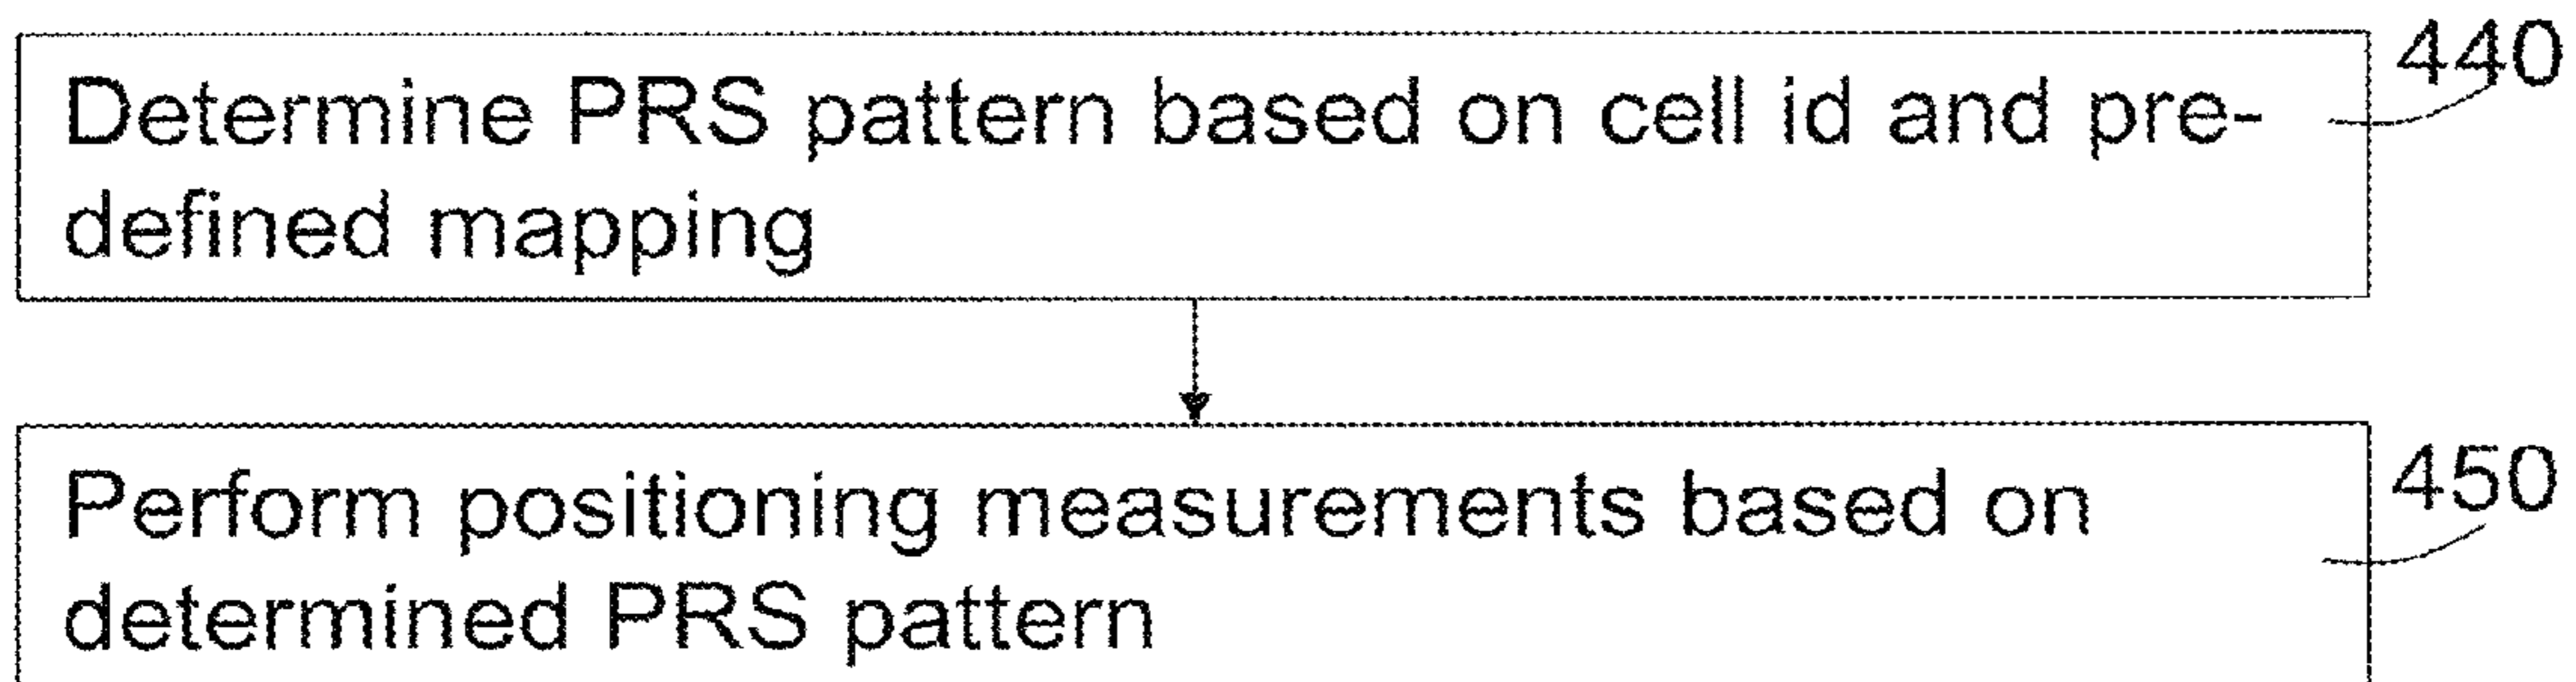 440
Determine PRS pattern based on cell id and pre-
defined mapping
450
Perform positioning measurements based on
determined PRS pattern